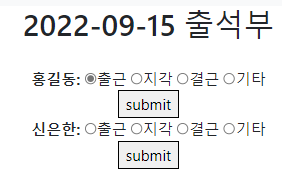 2022-09-15 출석부
홍길동: 출근 지각 결근 기타
submit
신은한: 출근 지각 결근 기타
submit